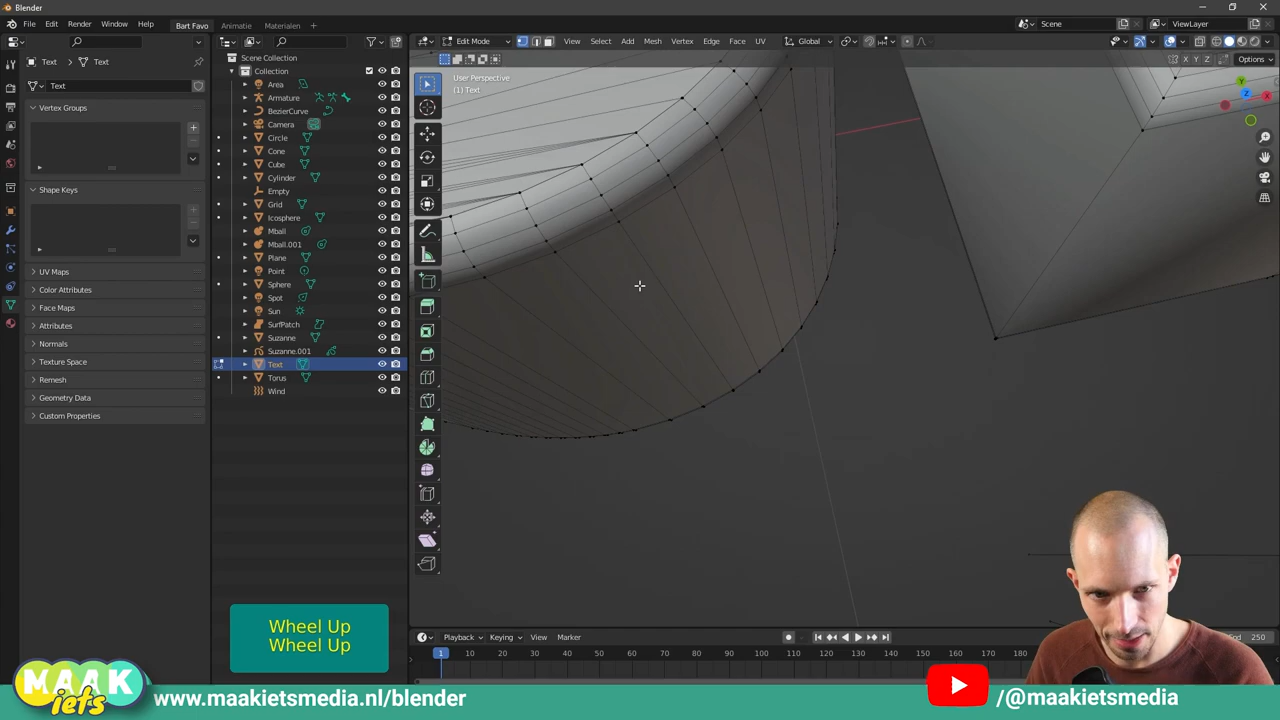 Blender
File Edit Render Window Help Bart Favo Animatie Materialen + Scene ViewLayer
Edit Mode View Select Add Mesh Vertex Edge Face UV Global
X Y Z Options
Text Text
Text
Vertex Groups
Shape Keys
UV Maps
Color Attributes
Face Maps
Attributes
Normals
Texture Space
Remesh
Geometry Data
Custom Properties
Scene Collection
Collection
Area
Armature
BezierCurve
Camera
Circle
Cone
Cube
Cylinder
Empty
Grid
Icosphere
Mball
Mball.001
Plane
Point
Sphere
Spot
Sun
SurfPatch
Suzanne
Suzanne.001
Text
Torus
Wind
User Perspective
(1) Text
Y
Z
X
Wheel Up
Wheel Up
Playback Keying View Marker End 250
1 10 20 30 40 50 60 70 80 90 100 110 120 130 140 150 160 170 180
MAAK
iets
www.maakietsmedia.nl/blender
/@maakietsmedia